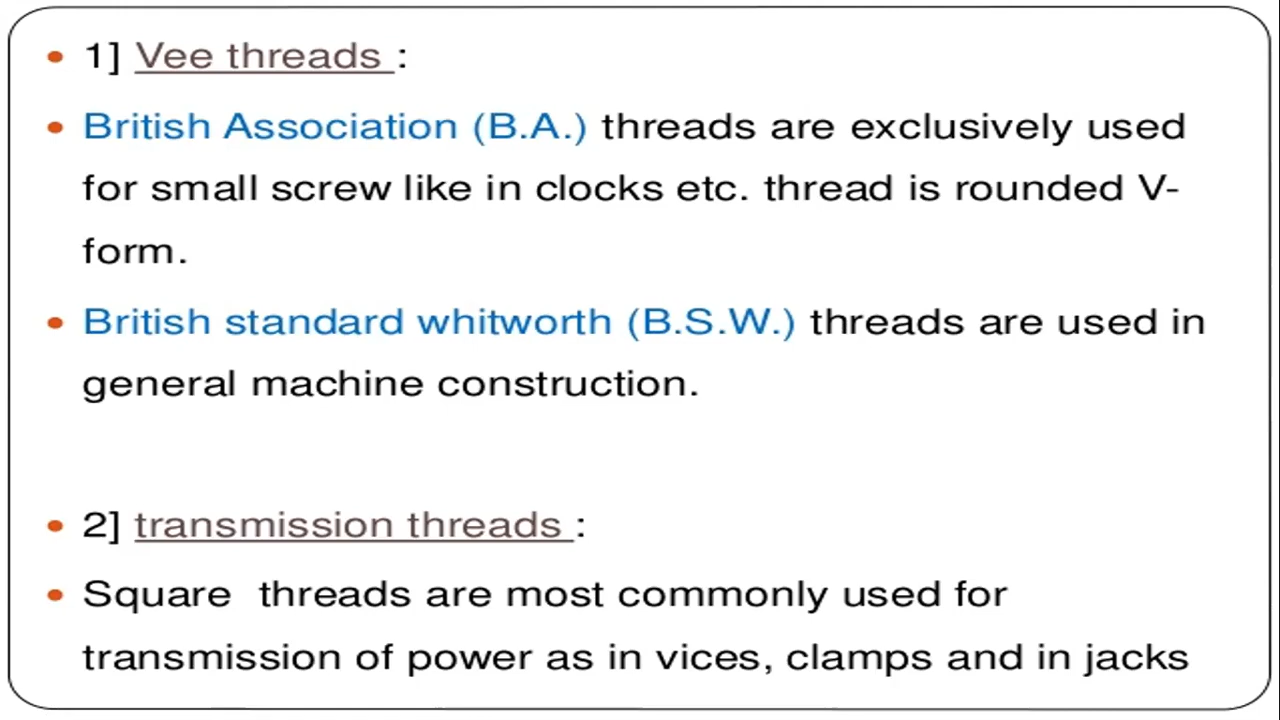 • 1] Vee threads :
• British Association (B.A.) threads are exclusively used
for small screw like in clocks etc. thread is rounded V-
form.
• British standard whitworth (B.S.W.) threads are used in
general machine construction.
• 2] transmission threads :
• Square threads are most commonly used for
transmission of power as in vices, clamps and in jacks